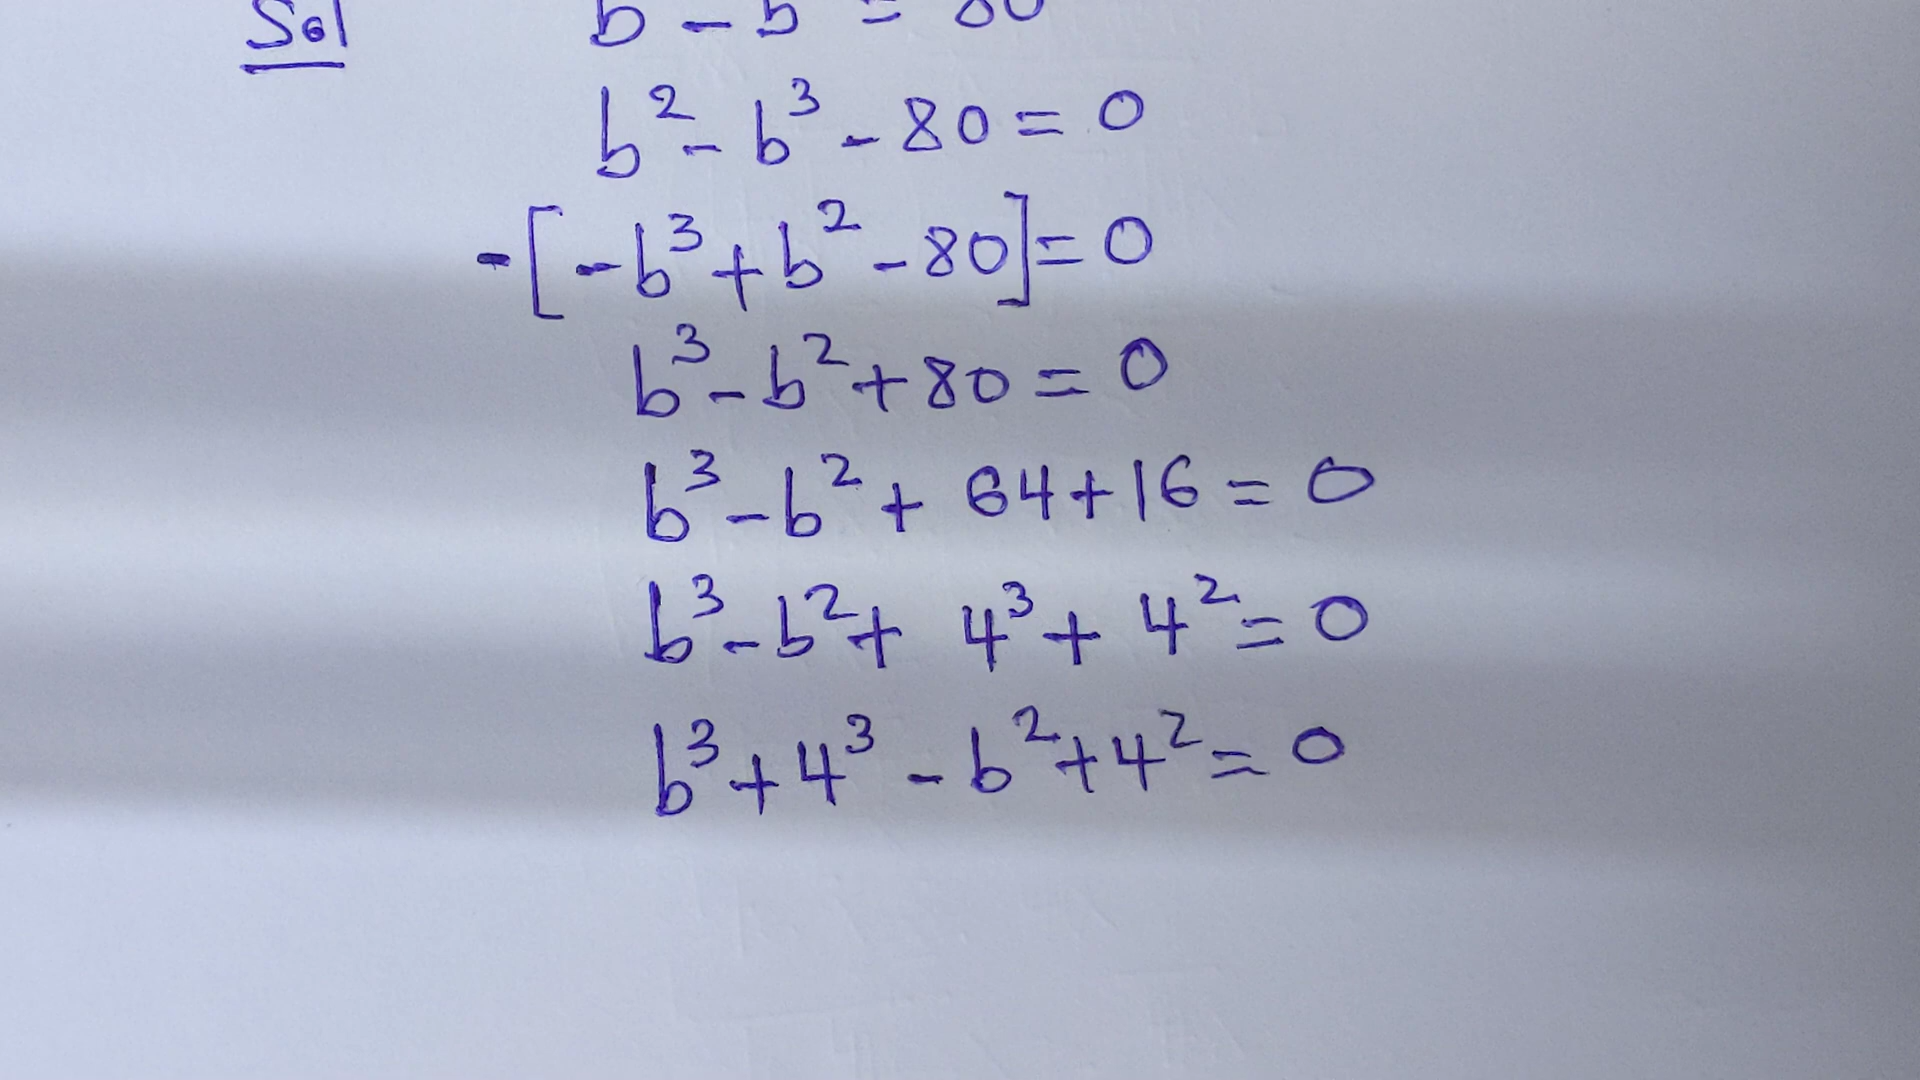 Sol b - b = 80
b² - b³ - 80 = 0
-[-b³ + b² - 80] = 0
b³ - b² + 80 = 0
b³ - b² + 64 + 16 = 0
b³ - b² + 4³ + 4² = 0
b³ + 4³ - b² + 4² = 0